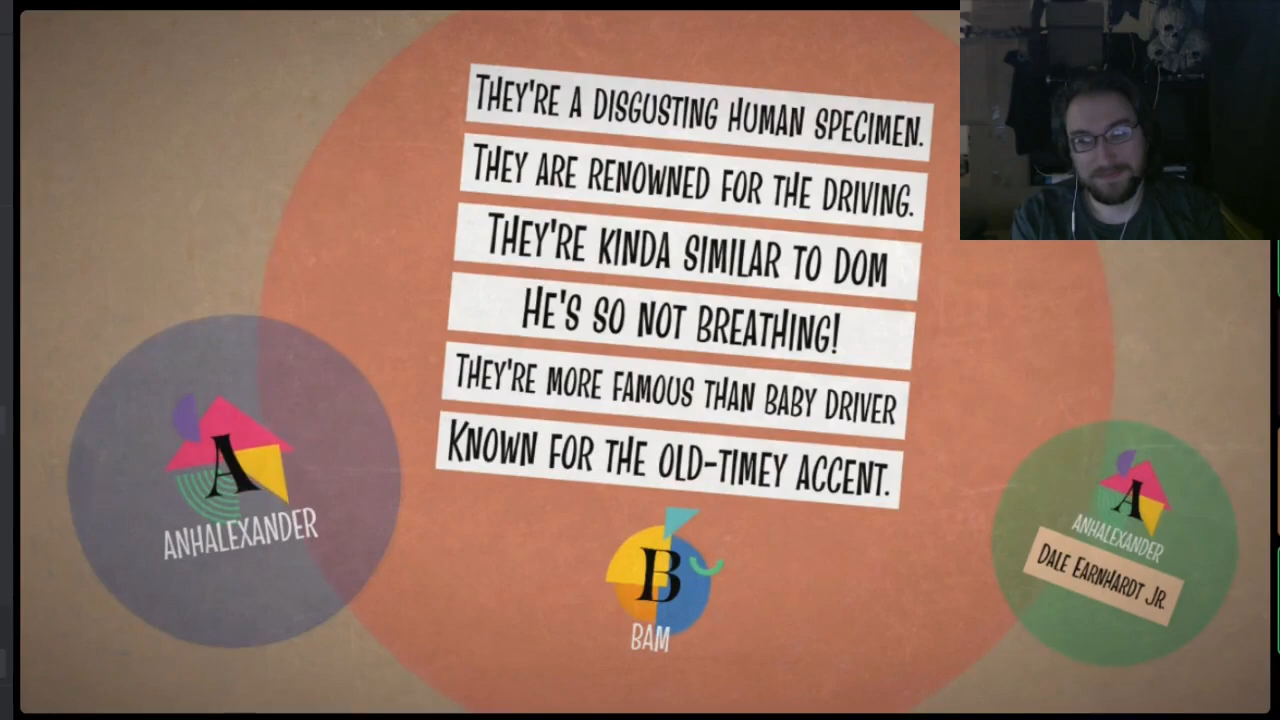 They're a disgusting human specimen.
They are renowned for the driving.
They're kinda similar to Dom
He's so not breathing!
They're more famous than Baby Driver
Known for the old-timey accent.
A
Anhalexander
B
Bam
A
Anhalexander
Dale Earnhardt Jr.